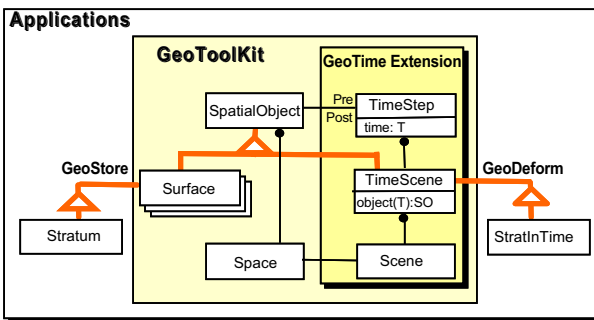 Applications
GeoToolKit
GeoTime Extension
SpatialObject
Pre
Post
TimeStep
time: T
GeoStore
Surface
TimeScene
object(T):SO
GeoDeform
Stratum
Space
Scene
StratInTime